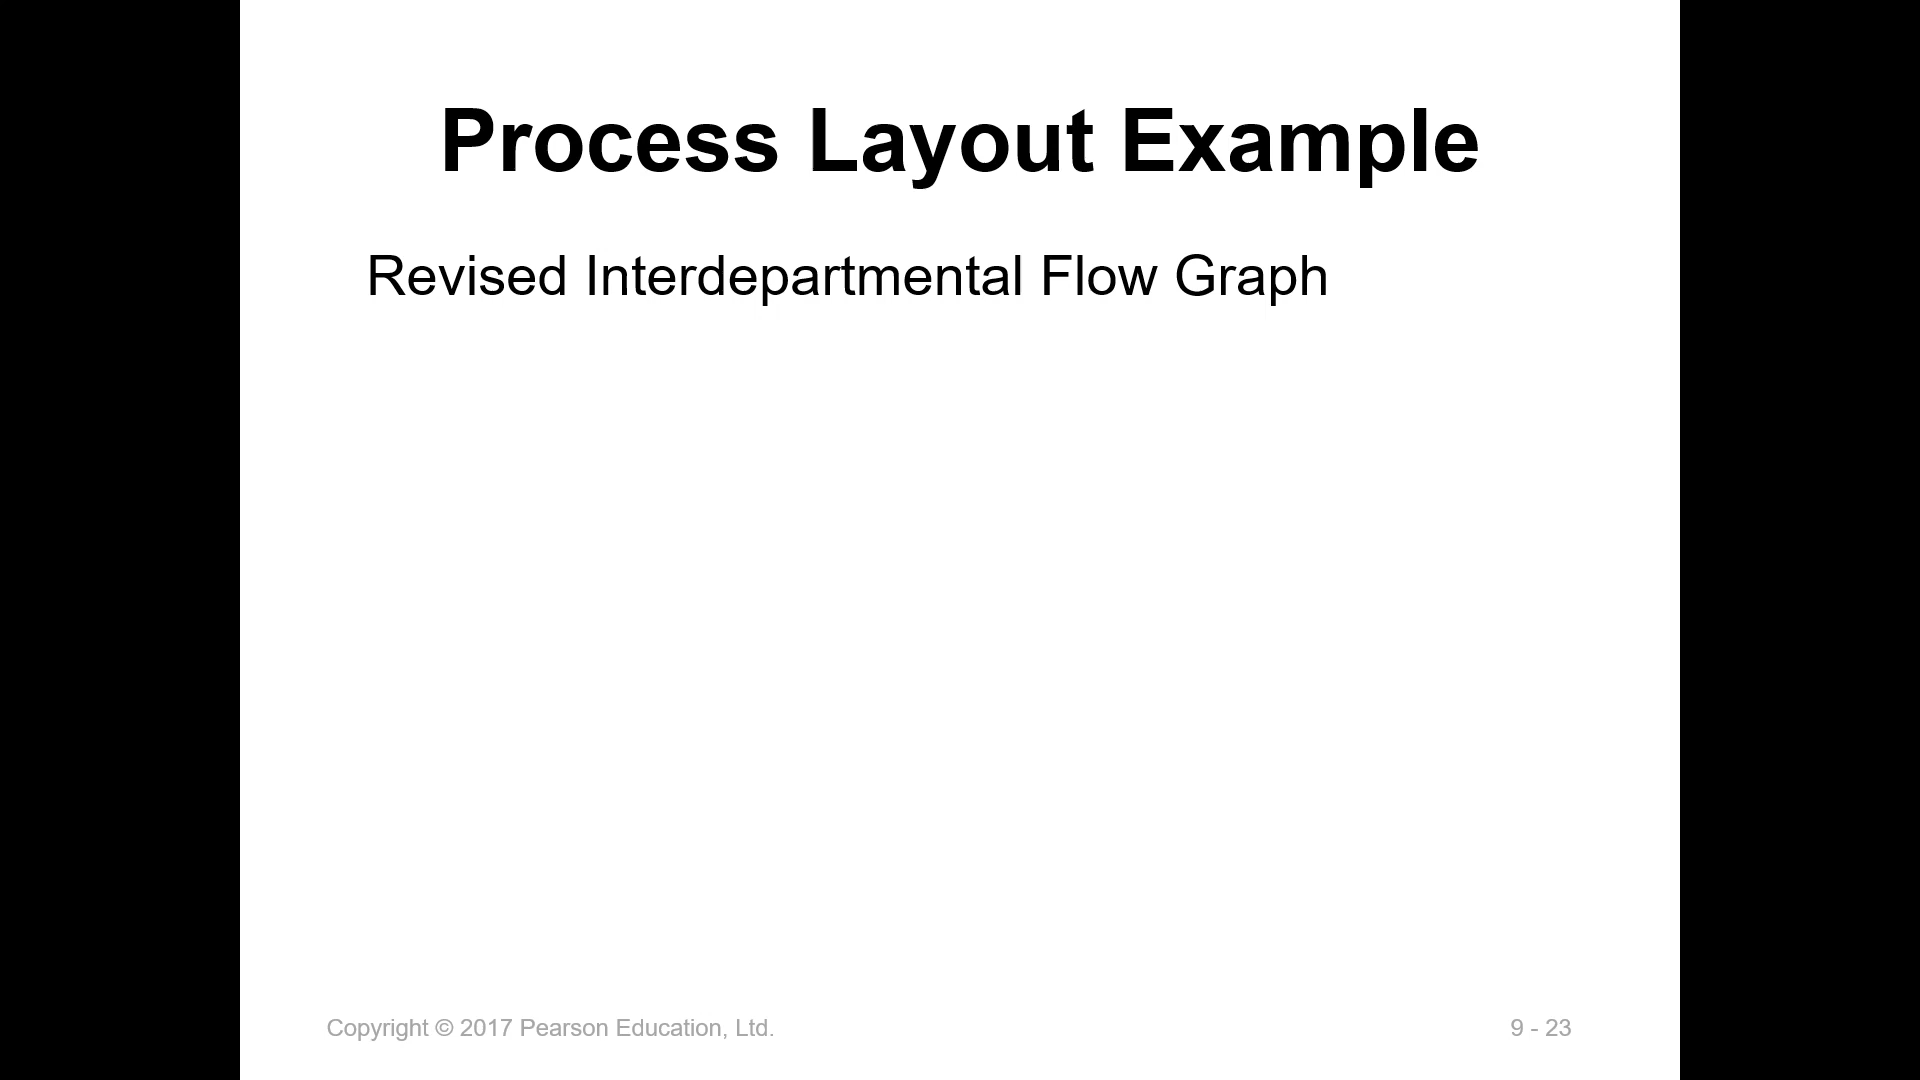 Process Layout Example
Revised Interdepartmental Flow Graph
Copyright © 2017 Pearson Education, Ltd.
9 - 23